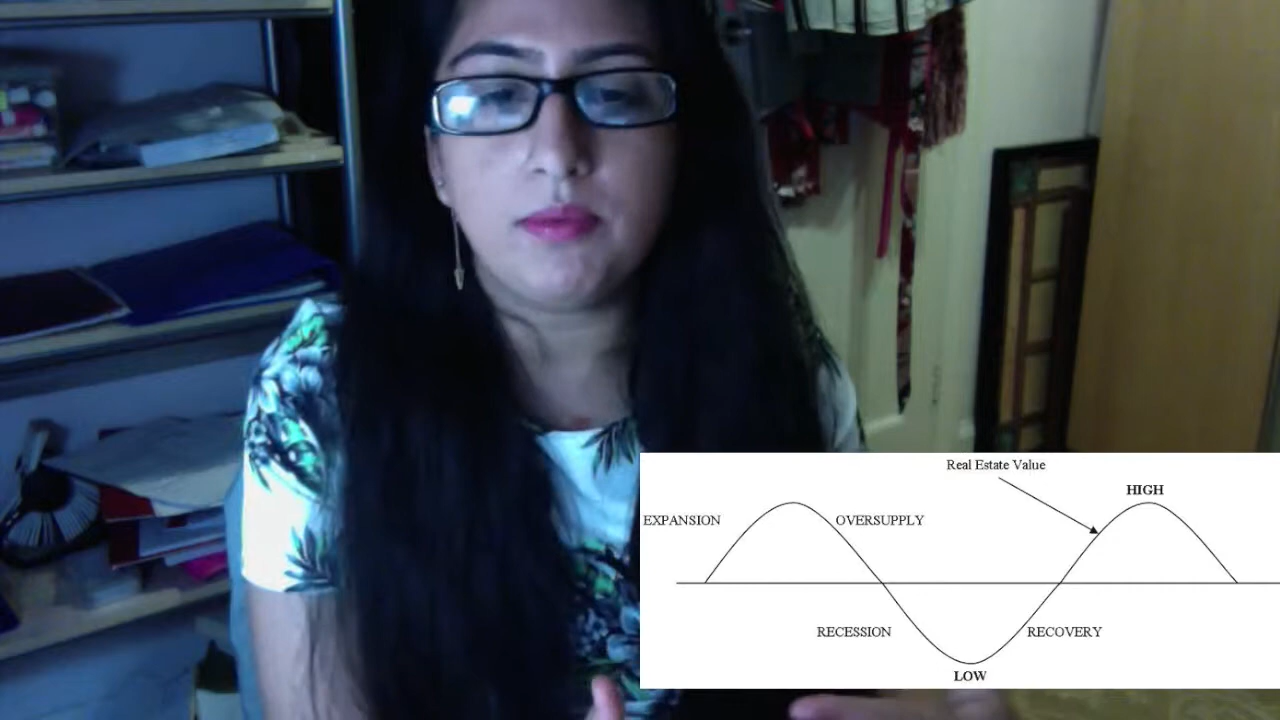 Real Estate Value
HIGH
EXPANSION
OVERSUPPLY
RECESSION
RECOVERY
LOW